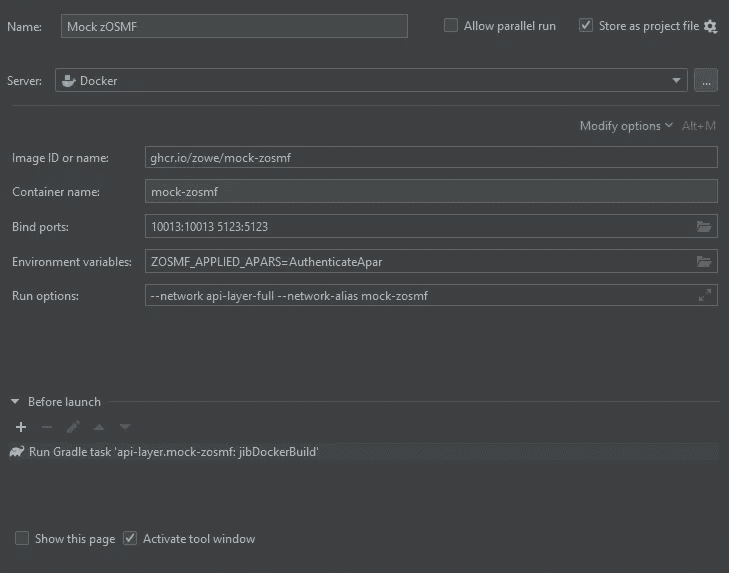 Name: Mock zOSMF Allow parallel run Store as project file
Server: Docker ...
Modify options Alt+M
Image ID or name: ghcr.io/zowe/mock-zosmf
Container name: mock-zosmf
Bind ports: 10013:10013 5123:5123
Environment variables: ZOSMF_APPLIED_APARS=AuthenticateApar
Run options: --network api-layer-full --network-alias mock-zosmf
Before launch
Run Gradle task 'api-layer.mock-zosmf: jibDockerBuild'
Show this page Activate tool window